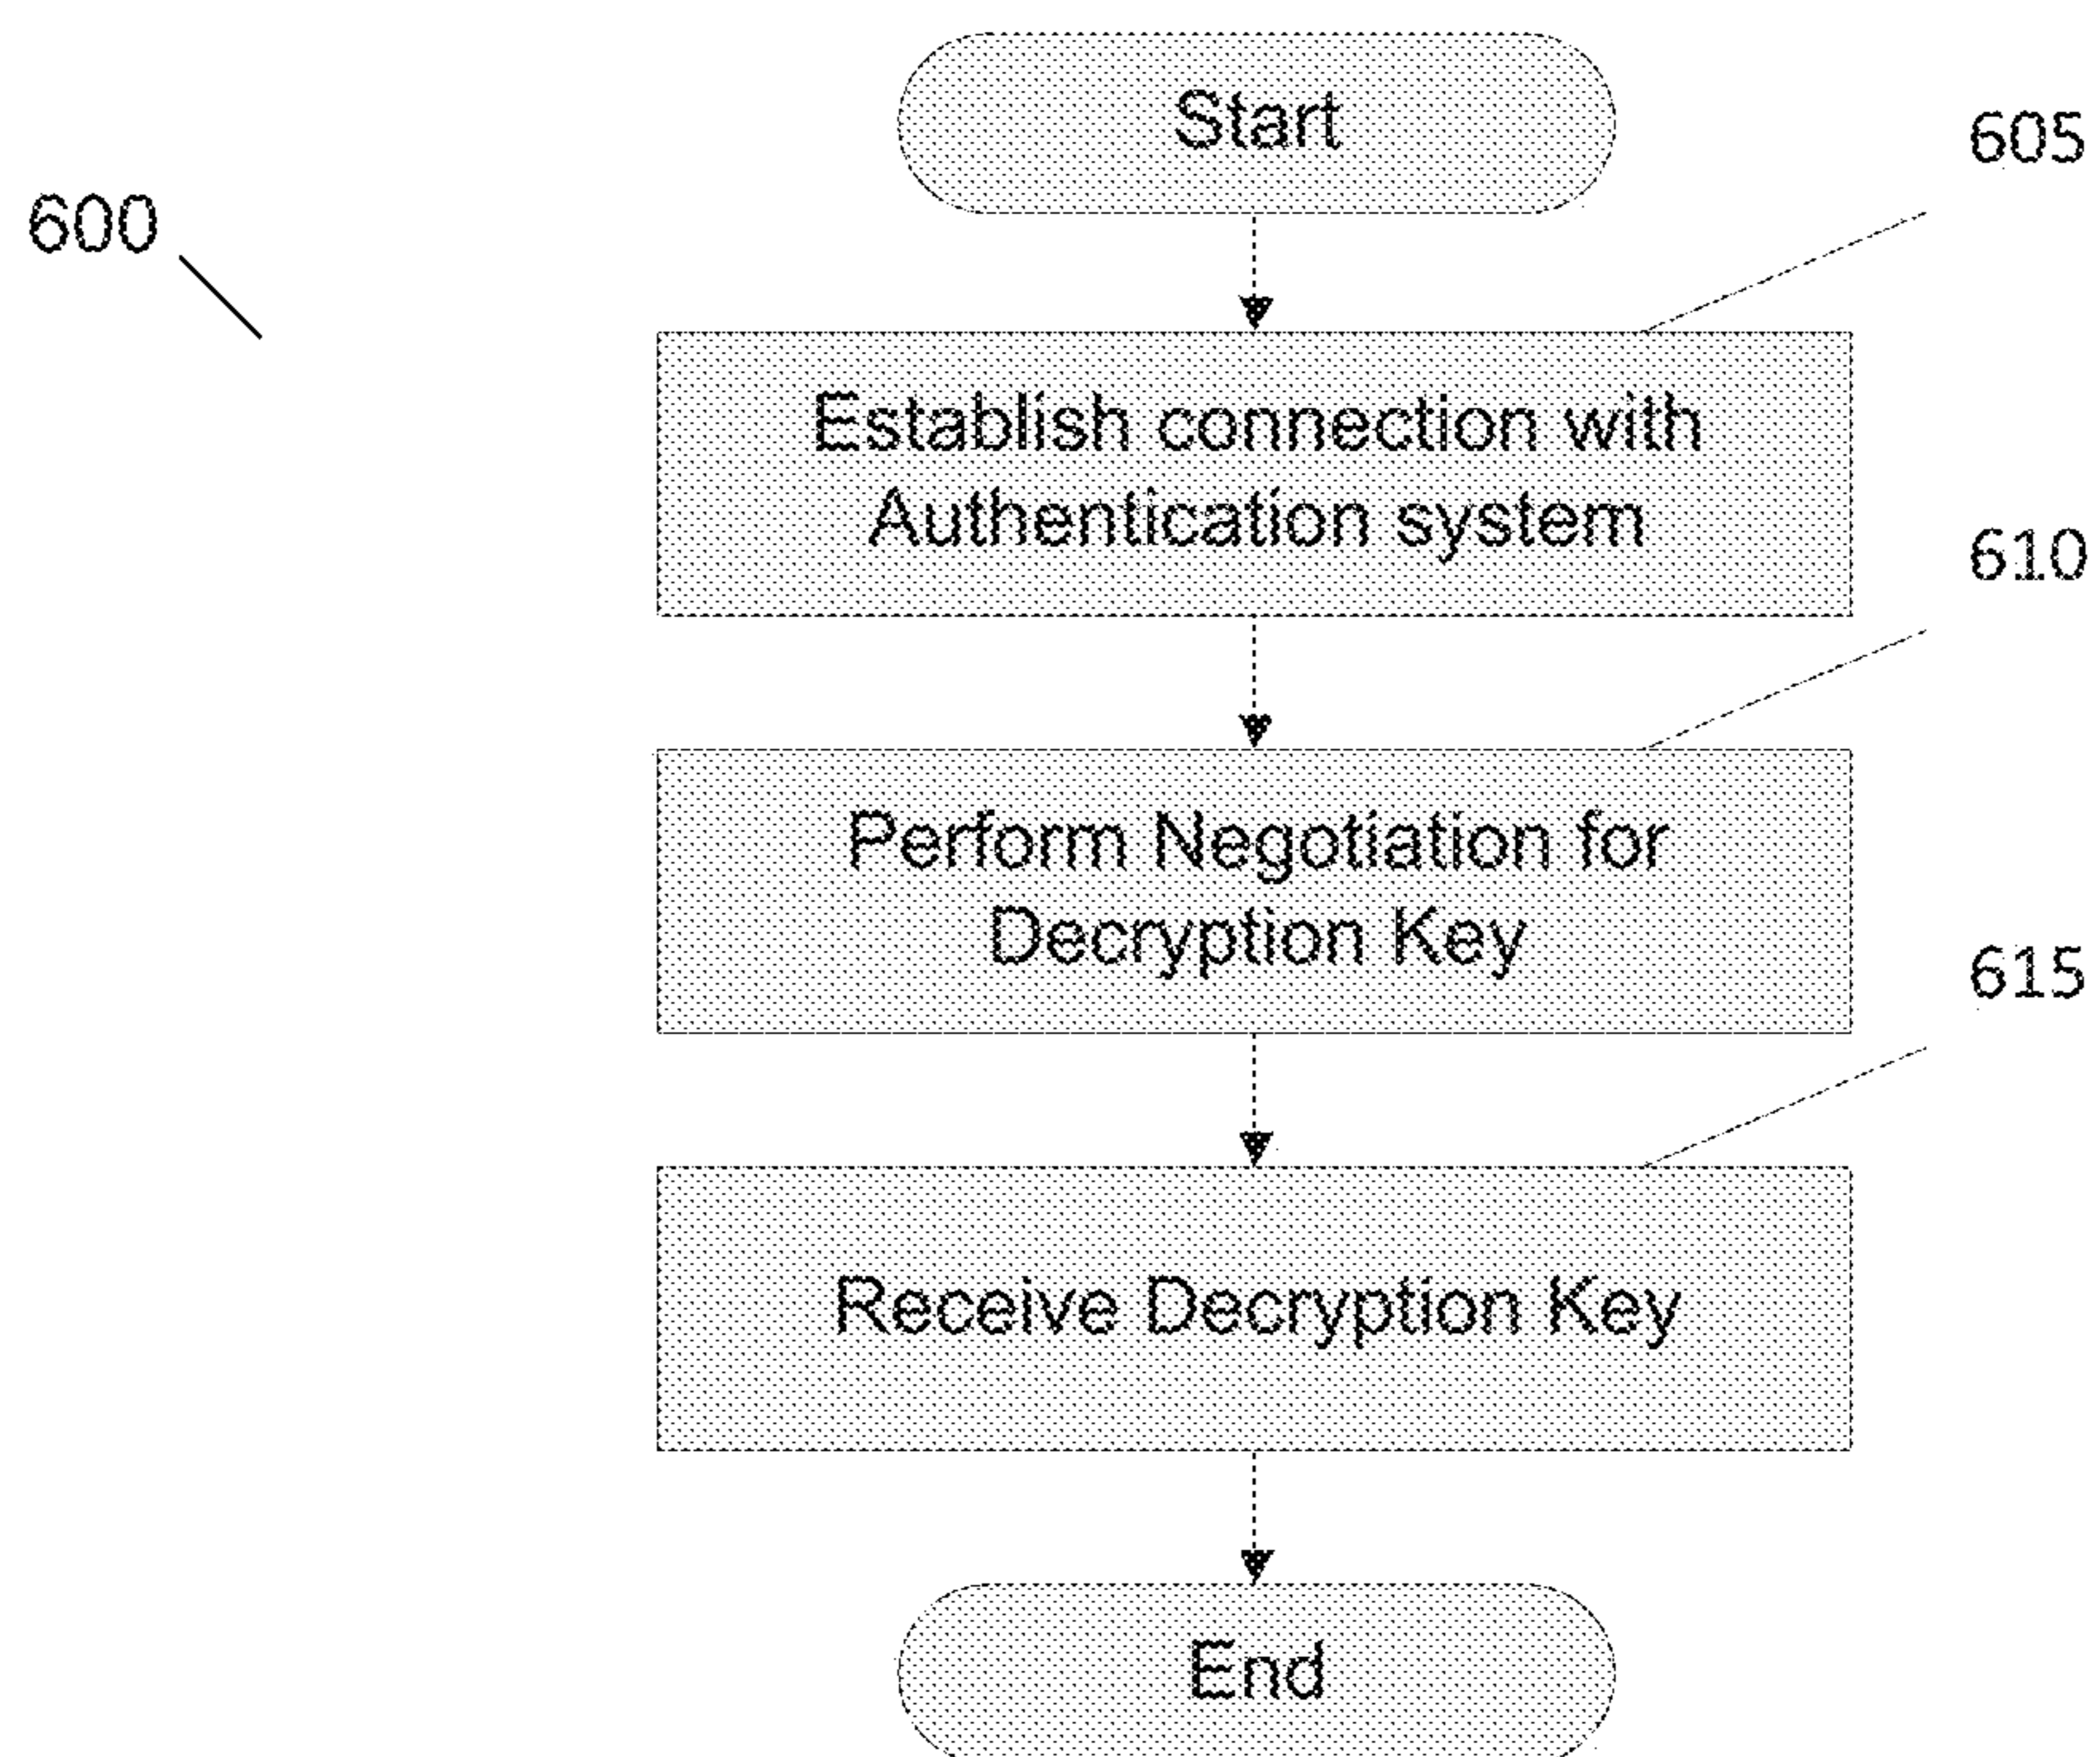 Start
605
600
Establish connection with
Authentication system
610
Perform Negotiation for
Decryption Key
615
Receive Decryption Key
End